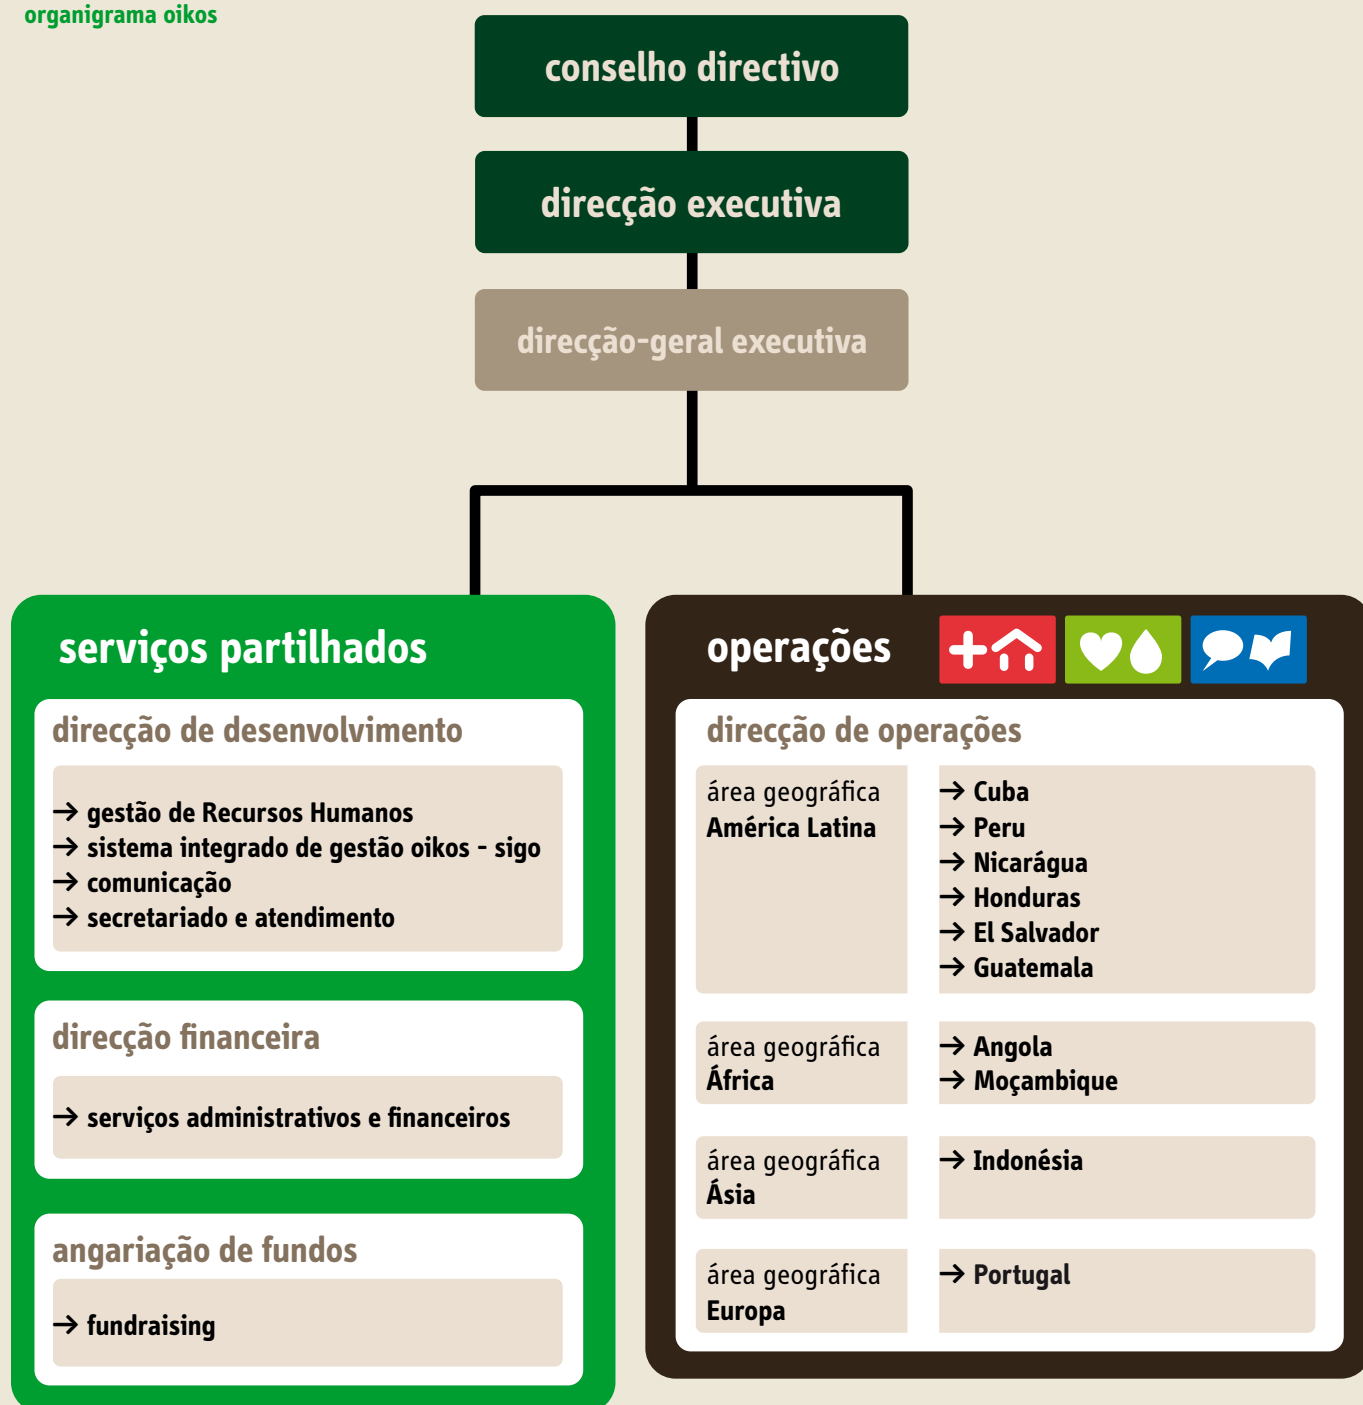 organigrama oikos
conselho directivo
direcção executiva
direcção-geral executiva
serviços partilhados
direcção de desenvolvimento
→ gestão de Recursos Humanos
→ sistema integrado de gestão oikos - sigo
→ comunicação
→ secretariado e atendimento
direcção financeira
→ serviços administrativos e financeiros
angariação de fundos
→ fundraising
operações
direcção de operações
área geográfica
América Latina
→ Cuba
→ Peru
→ Nicarágua
→ Honduras
→ El Salvador
→ Guatemala
área geográfica
África
→ Angola
→ Moçambique
área geográfica
Ásia
→ Indonésia
área geográfica
Europa
→ Portugal